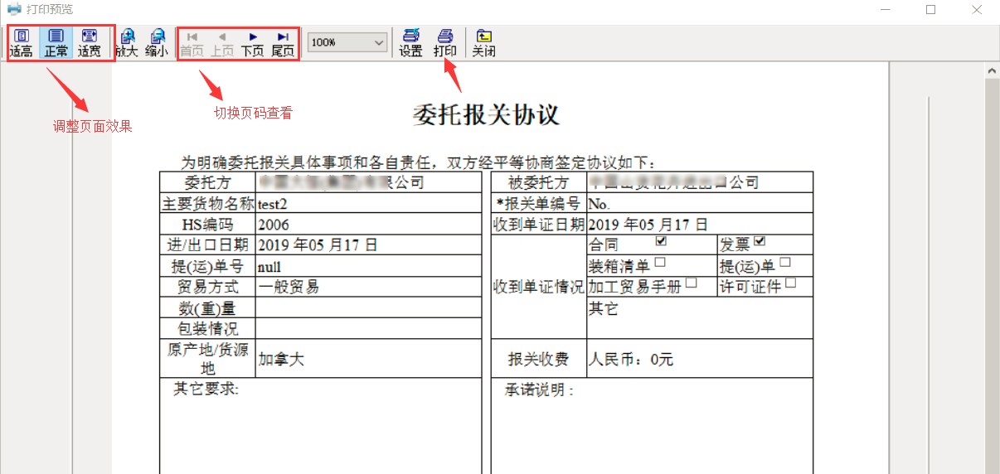 打印预览
适高 正常 适宽 放大 缩小 首页 上页 下页 尾页 100% 设置 打印 关闭
调整页面效果
切换页码查看
委托报关协议
为明确委托报关具体事项和各自责任，双方经平等协商签定协议如下：
委托方 公司
主要货物名称 test2
HS编码 2006
进/出口日期 2019 年05 月17 日
提(运)单号 null
贸易方式 一般贸易
数(重)量
包装情况
原产地/货源
地
加拿大
其它要求:
被委托方 公司
*报关单编号 No.
收到单证日期 2019 年05 月17 日
收到单证情况
合同 发票
装箱清单 提(运)单
加工贸易手册 许可证件
其它
报关收费 人民币：0元
承诺说明：